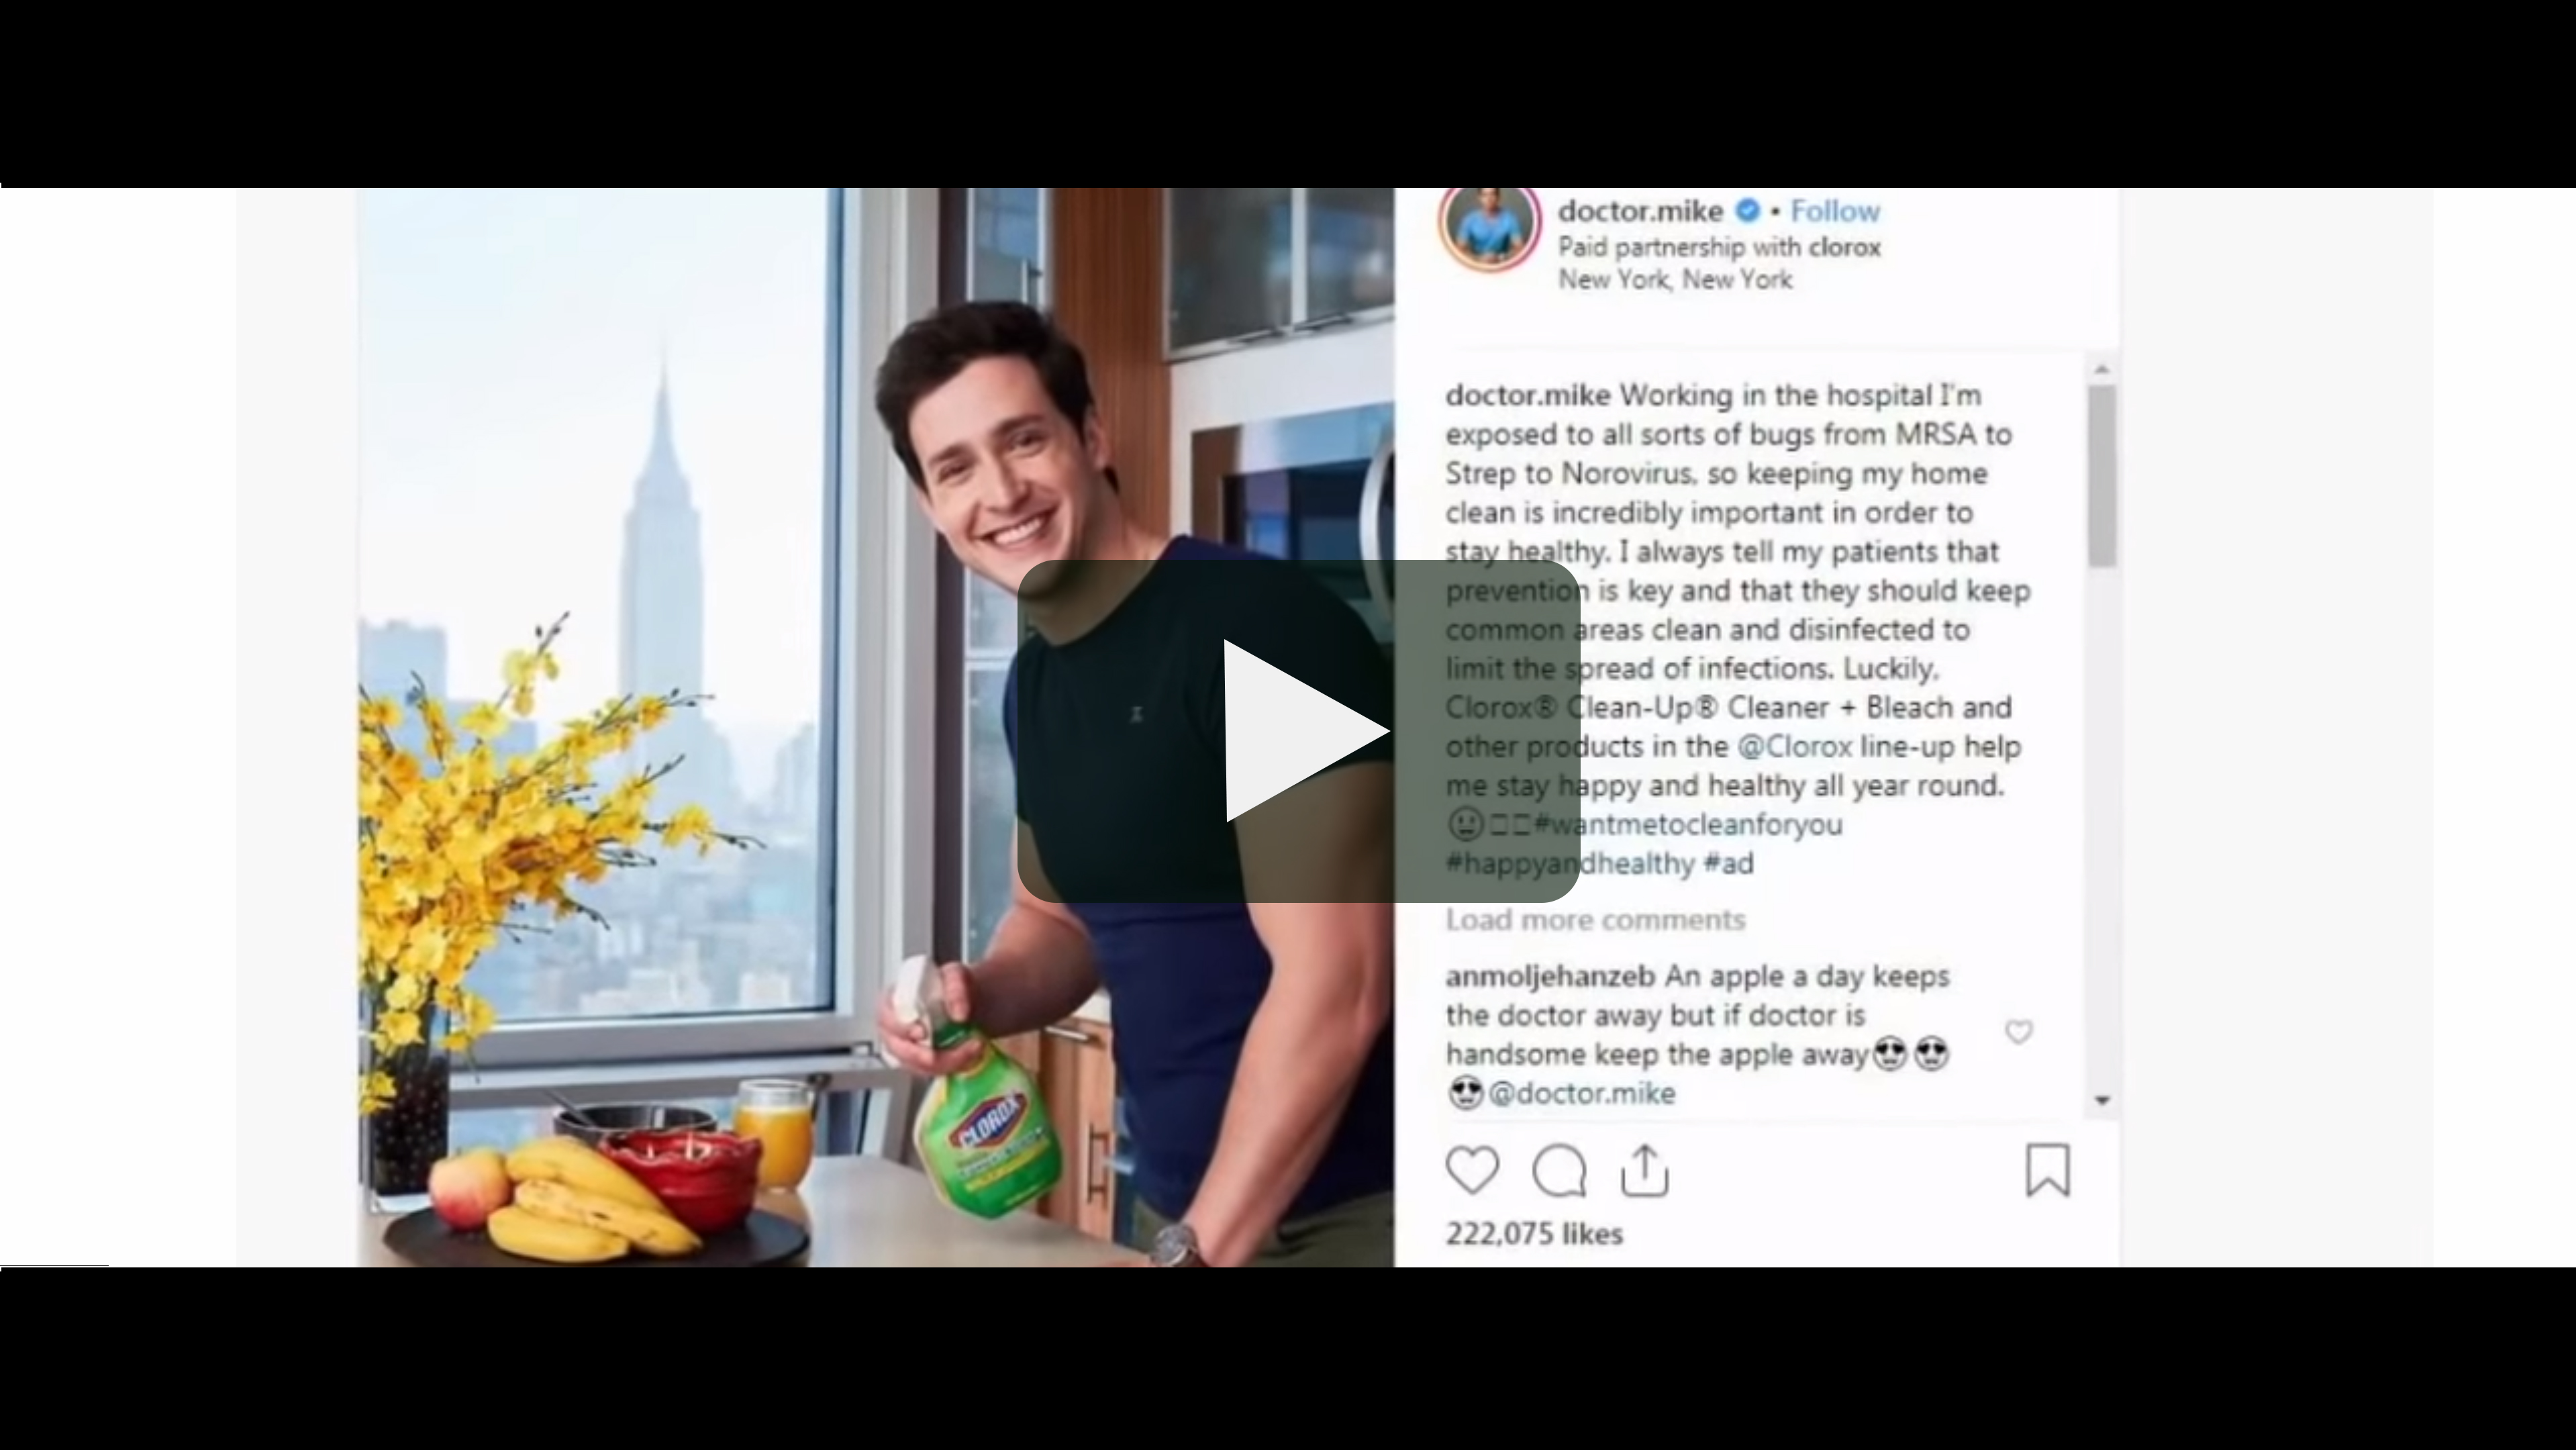 doctor.mike • Follow
Paid partnership with clorox
New York, New York
doctor.mike Working in the hospital I'm
exposed to all sorts of bugs from MRSA to
Strep to Norovirus, so keeping my home
clean is incredibly important in order to
stay healthy. I always tell my patients that
prevention is key and that they should keep
common areas clean and disinfected to
limit the spread of infections. Luckily,
Clorox® Clean-Up® Cleaner + Bleach and
other products in the @Clorox line-up help
me stay happy and healthy all year round.
#wantmetocleanforyou
#happyandhealthy #ad
Load more comments
anmoljehanzeb An apple a day keeps
the doctor away but if doctor is
handsome keep the apple away😍😍
😍@doctor.mike
222,075 likes
CLOROX